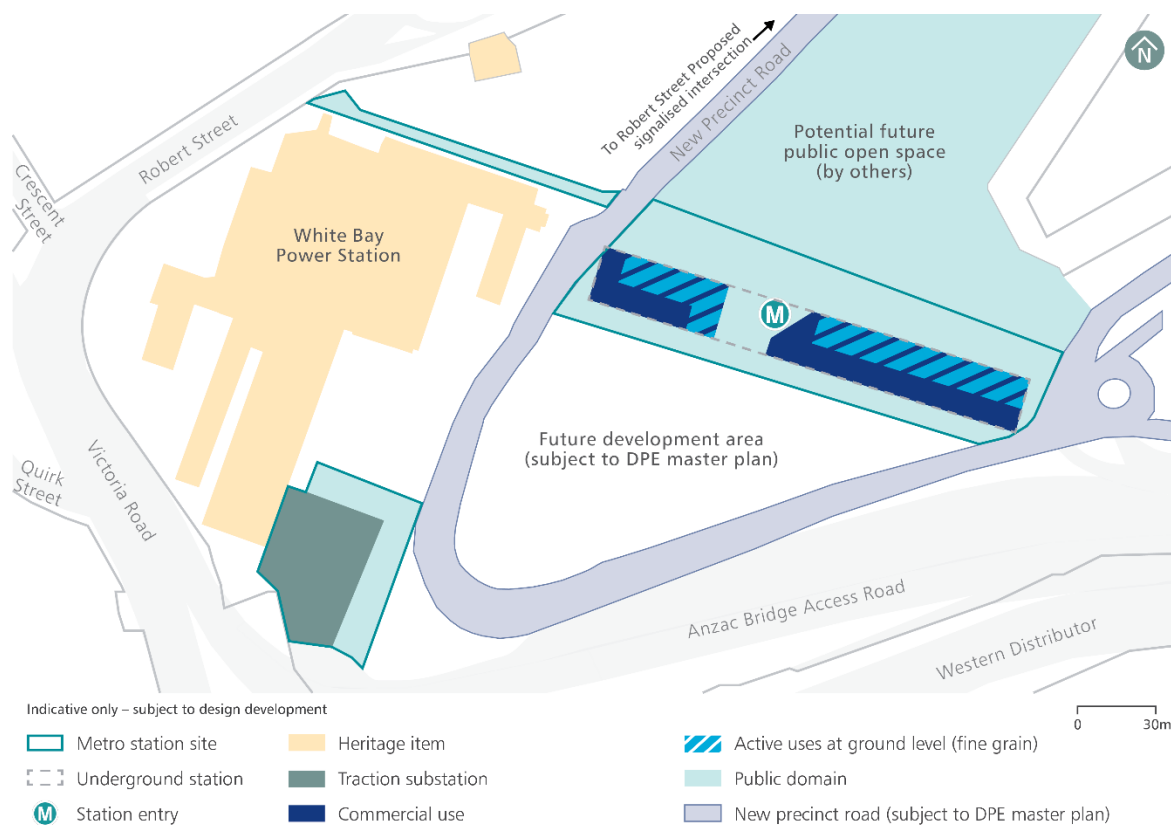 To Robert Street Proposed
signalised intersection
New Precinct Road
N
Robert Street
Crescent
Street
Potential future
public open space
(by others)
White Bay
Power Station
M
Future development area
(subject to DPE master plan)
Victoria Road
Quirk
Street
Anzac Bridge Access Road
Western Distributor
Indicative only – subject to design development
0 30m
Metro station site
Underground station
M Station entry
Heritage item
Traction substation
Commercial use
Active uses at ground level (fine grain)
Public domain
New precinct road (subject to DPE master plan)